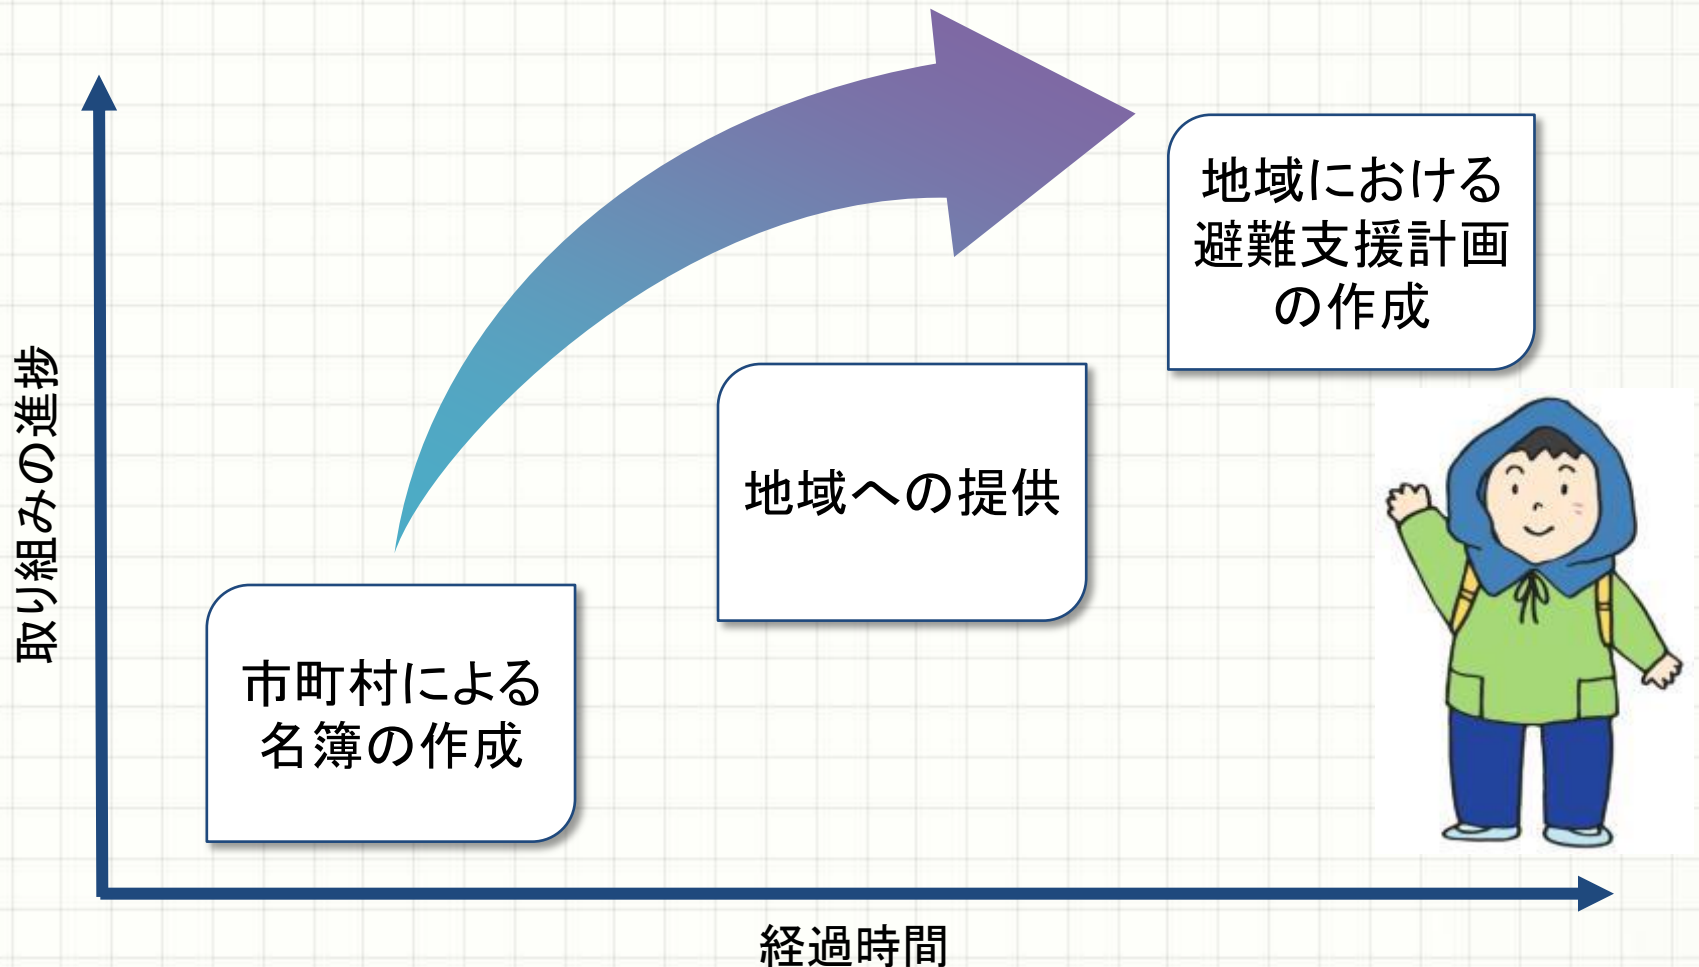 取り組みの進捗
地域における
避難支援計画
の作成
地域への提供
市町村による
名簿の作成
経過時間